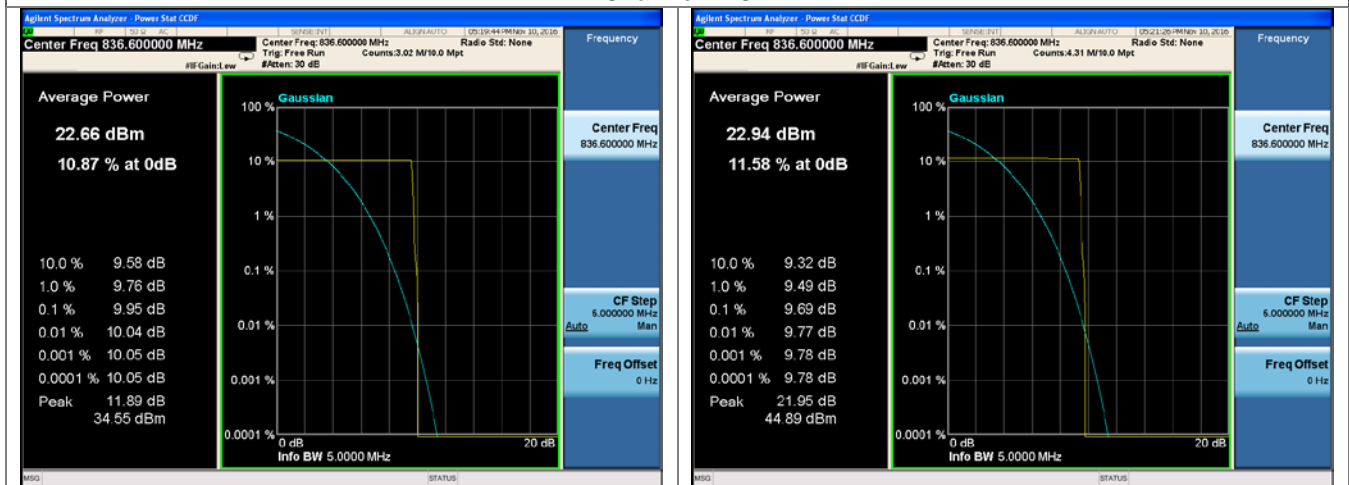 Agilent Spectrum Analyzer - Power Stat CCDF
RF 50 Ω AC SENSE:INT ALIGN AUTO 05:19:44 PM Nov 10, 2016
Center Freq 836.600000 MHz
Center Freq: 836.600000 MHz Radio Std: None
Trig: Free Run Counts:3.02 M/10.0 Mpt
#IFGain:Low #Atten: 30 dB
Frequency
Average Power
22.66 dBm
10.87 % at 0dB
10.0 % 9.58 dB
1.0 % 9.76 dB
0.1 % 9.95 dB
0.01 % 10.04 dB
0.001 % 10.05 dB
0.0001 % 10.05 dB
Peak 11.89 dB
34.55 dBm
Gaussian
100 %
10 %
1 %
0.1 %
0.01 %
0.001 %
0.0001 %
0 dB 20 dB
Info BW 5.0000 MHz
Center Freq
836.600000 MHz
CF Step
5.000000 MHz
Auto Man
Freq Offset
0 Hz
MSG STATUS
Agilent Spectrum Analyzer - Power Stat CCDF
RF 50 Ω AC SENSE:INT ALIGN AUTO 05:21:26 PM Nov 10, 2016
Center Freq 836.600000 MHz
Center Freq: 836.600000 MHz Radio Std: None
Trig: Free Run Counts:4.31 M/10.0 Mpt
#IFGain:Low #Atten: 30 dB
Frequency
Average Power
22.94 dBm
11.58 % at 0dB
10.0 % 9.32 dB
1.0 % 9.49 dB
0.1 % 9.69 dB
0.01 % 9.77 dB
0.001 % 9.78 dB
0.0001 % 9.78 dB
Peak 21.95 dB
44.89 dBm
Gaussian
100 %
10 %
1 %
0.1 %
0.01 %
0.001 %
0.0001 %
0 dB 20 dB
Info BW 5.0000 MHz
Center Freq
836.600000 MHz
CF Step
5.000000 MHz
Auto Man
Freq Offset
0 Hz
MSG STATUS